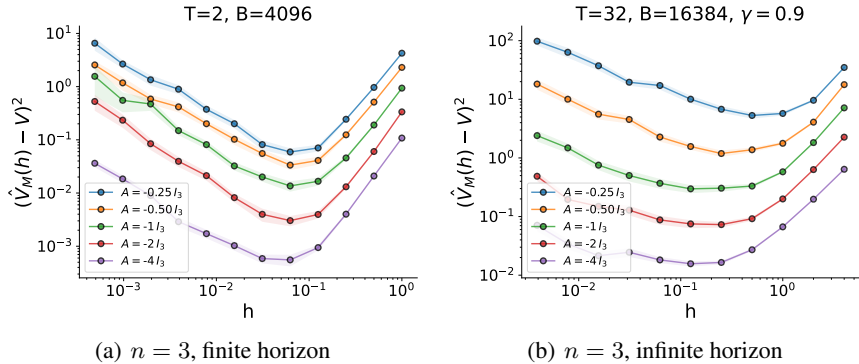 T=2, B=4096
(V̂_M(h) − V)²
10¹
10⁰
10⁻¹
10⁻²
10⁻³
A = -0.25 I₃
A = -0.50 I₃
A = -1 I₃
A = -2 I₃
A = -4 I₃
10⁻³ 10⁻² 10⁻¹ 10⁰
h
(a) n = 3, finite horizon
T=32, B=16384, γ = 0.9
(V̂_M(h) − V)²
10²
10¹
10⁰
10⁻¹
10⁻²
A = -0.25 I₃
A = -0.50 I₃
A = -1 I₃
A = -2 I₃
A = -4 I₃
10⁻² 10⁻¹ 10⁰
h
(b) n = 3, infinite horizon